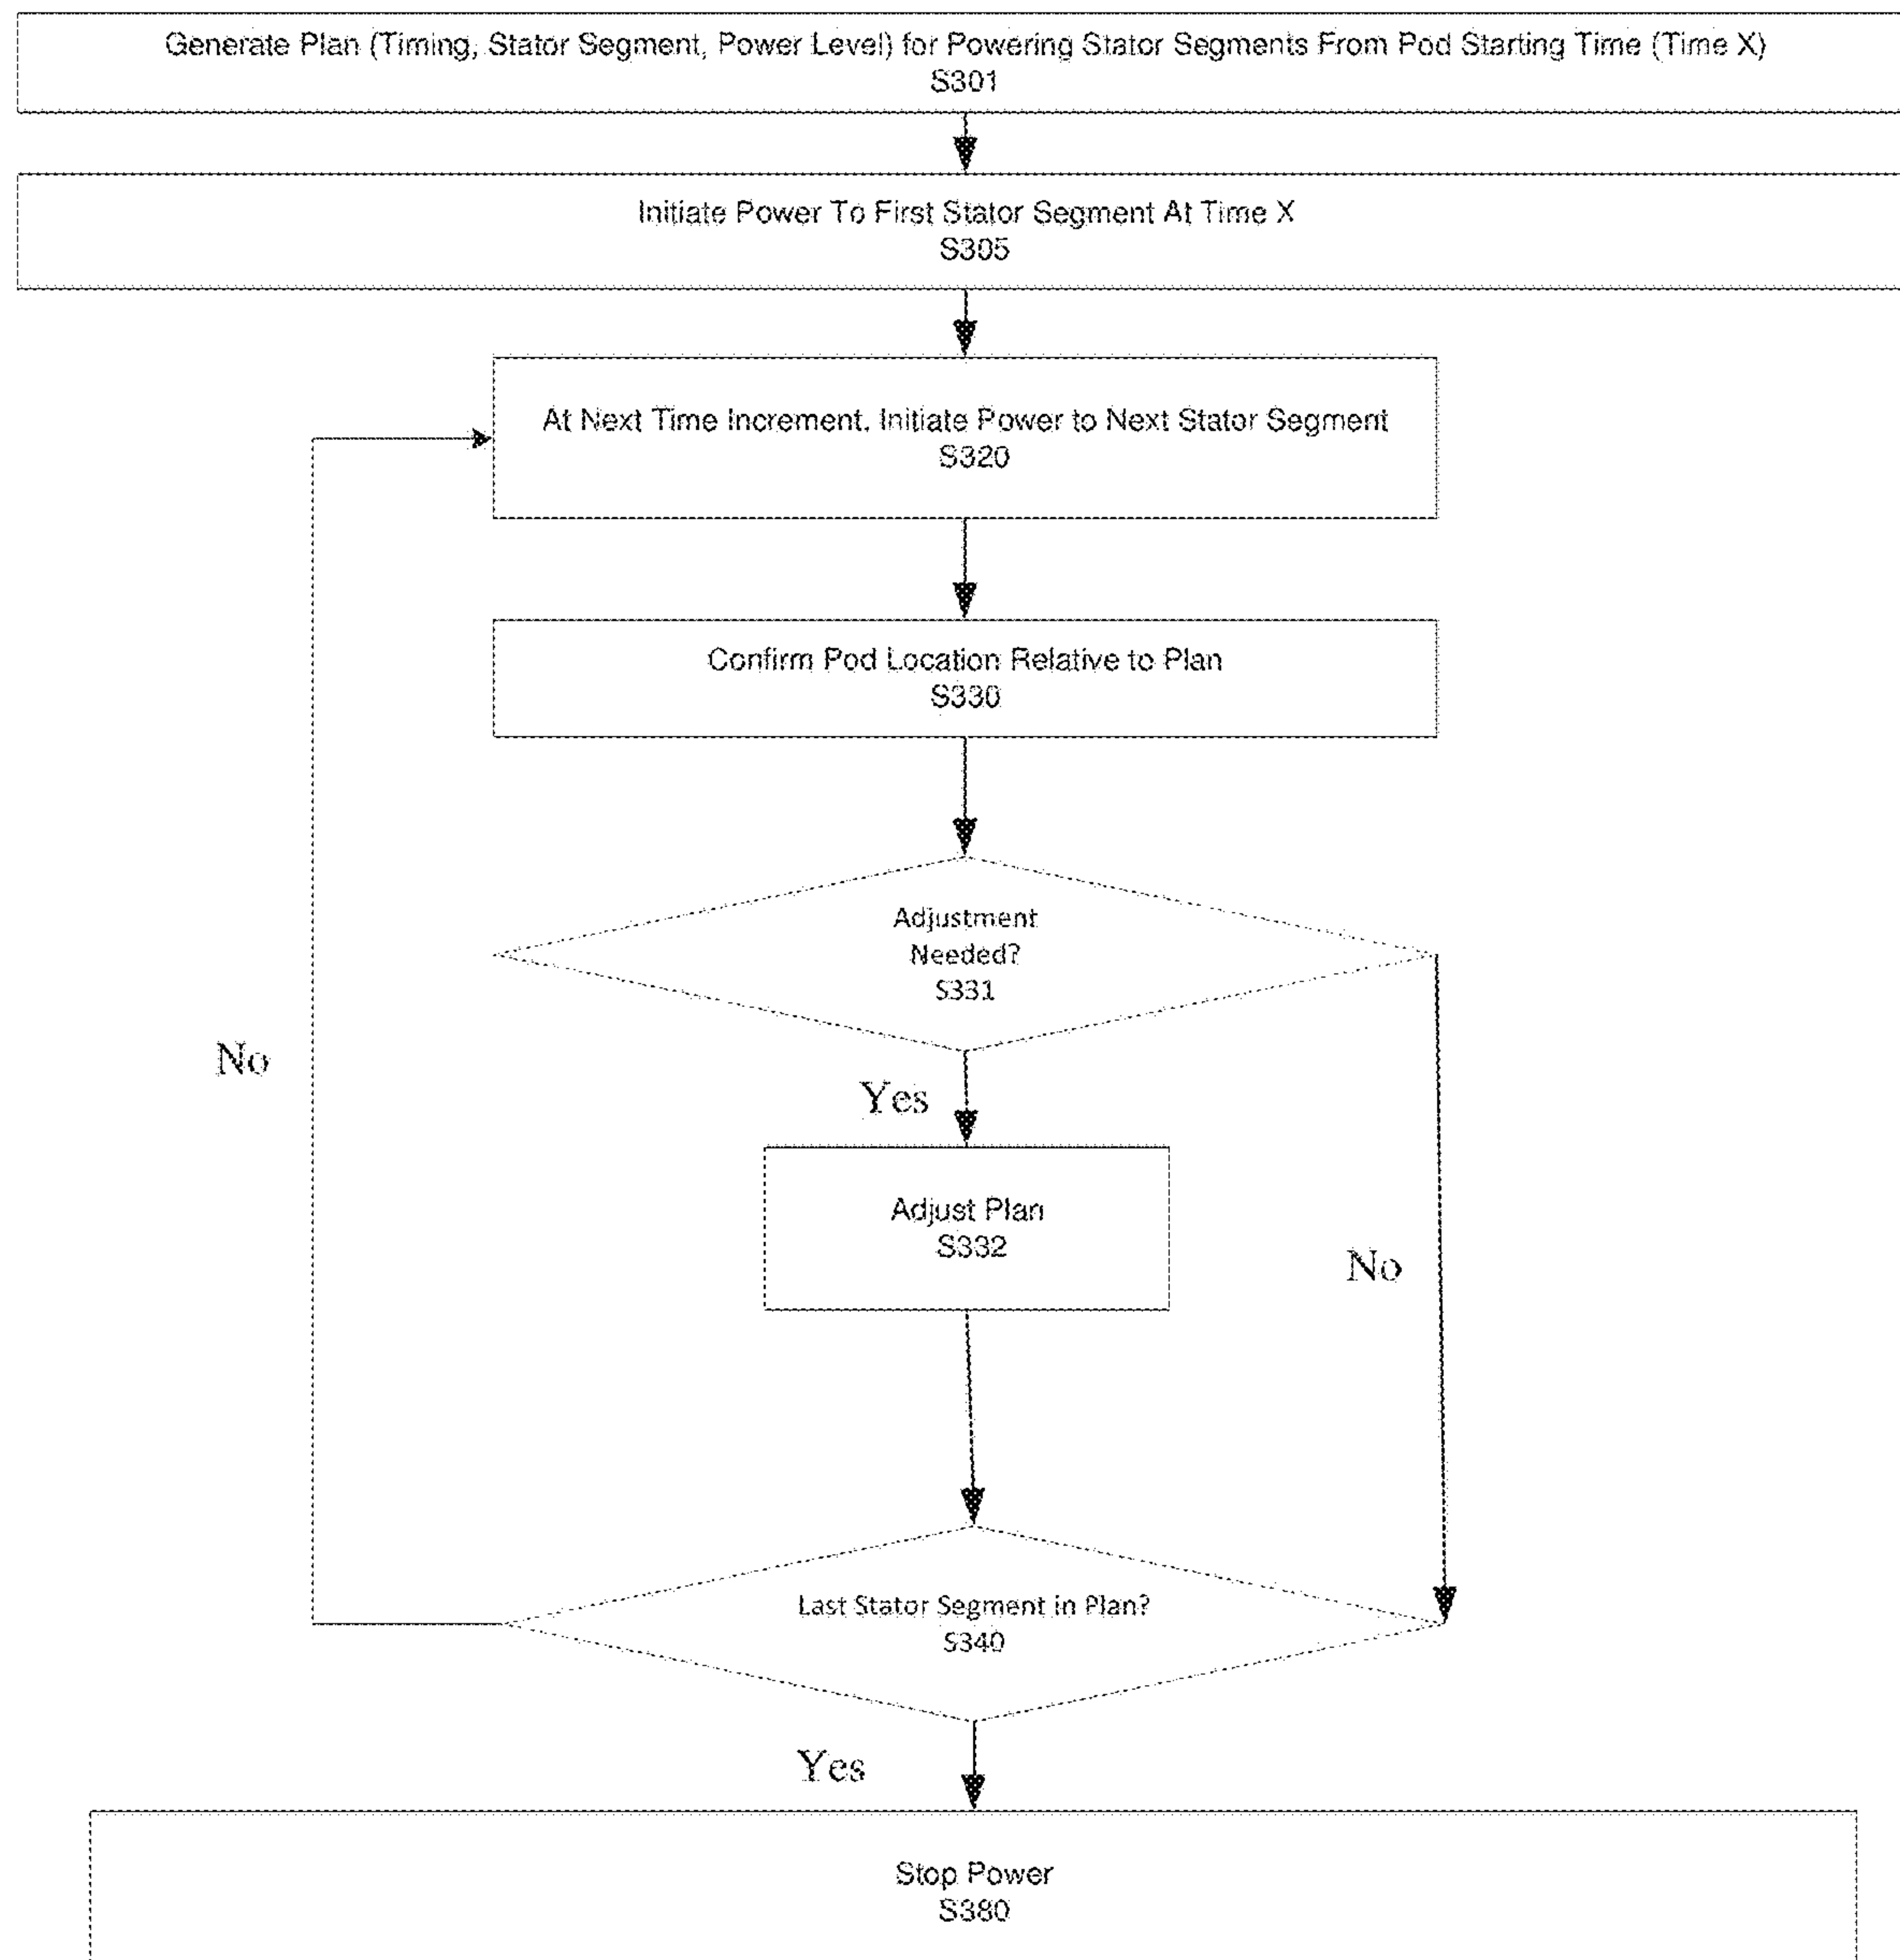 Generate Plan (Timing, Stator Segment, Power Level) for Powering Stator Segments From Pod Starting Time (Time X)
S301
Initiate Power To First Stator Segment At Time X
S305
At Next Time Increment, Initiate Power to Next Stator Segment
S320
Confirm Pod Location Relative to Plan
S330
Adjustment
Needed?
S331
No
Yes
Adjust Plan
S332
No
Last Stator Segment in Plan?
S340
Yes
Stop Power
S380